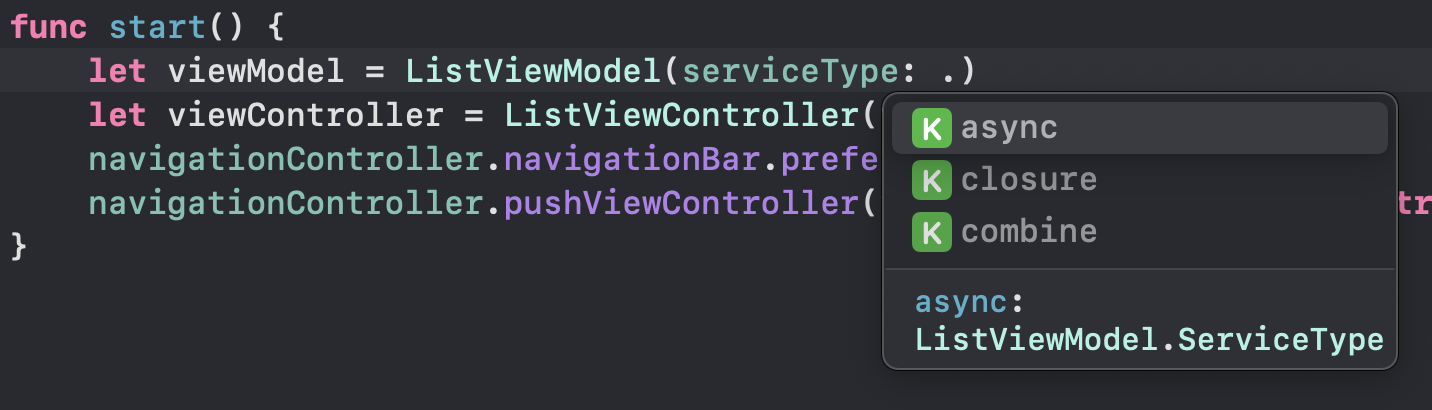 func start() {
let viewModel = ListViewModel(serviceType: .)
let viewController = ListViewController(
navigationController.navigationBar.prefe
navigationController.pushViewController( tr
}
K async
K closure
K combine
async:
ListViewModel.ServiceType